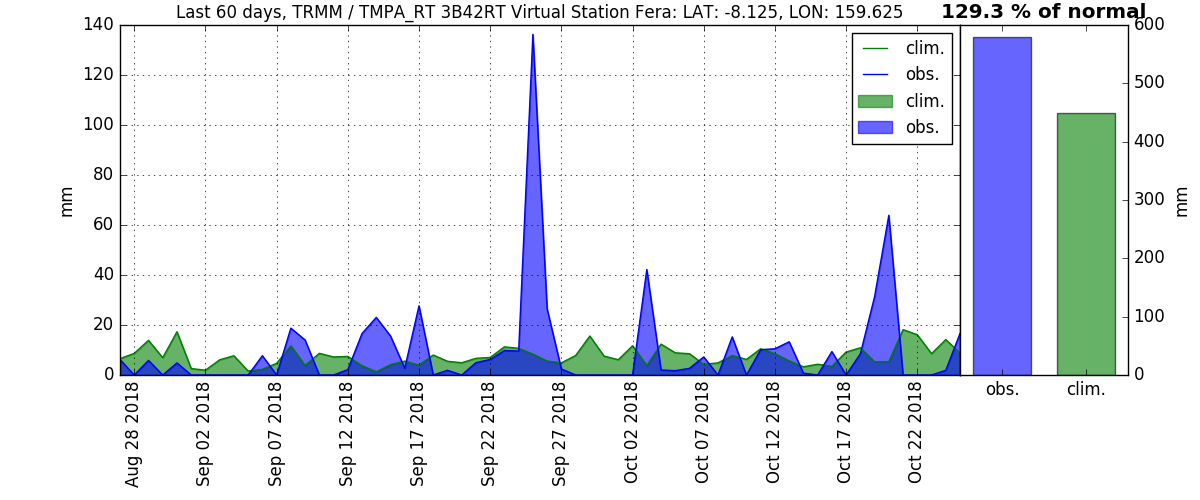 Last 60 days, TRMM / TMPA_RT 3B42RT Virtual Station Fera: LAT: -8.125, LON: 159.625
129.3 % of normal
140
120
100
80
60
40
20
0
mm
clim.
obs.
clim.
obs.
600
500
400
300
200
100
0
mm
Aug 28 2018
Sep 02 2018
Sep 07 2018
Sep 12 2018
Sep 17 2018
Sep 22 2018
Sep 27 2018
Oct 02 2018
Oct 07 2018
Oct 12 2018
Oct 17 2018
Oct 22 2018
obs.
clim.